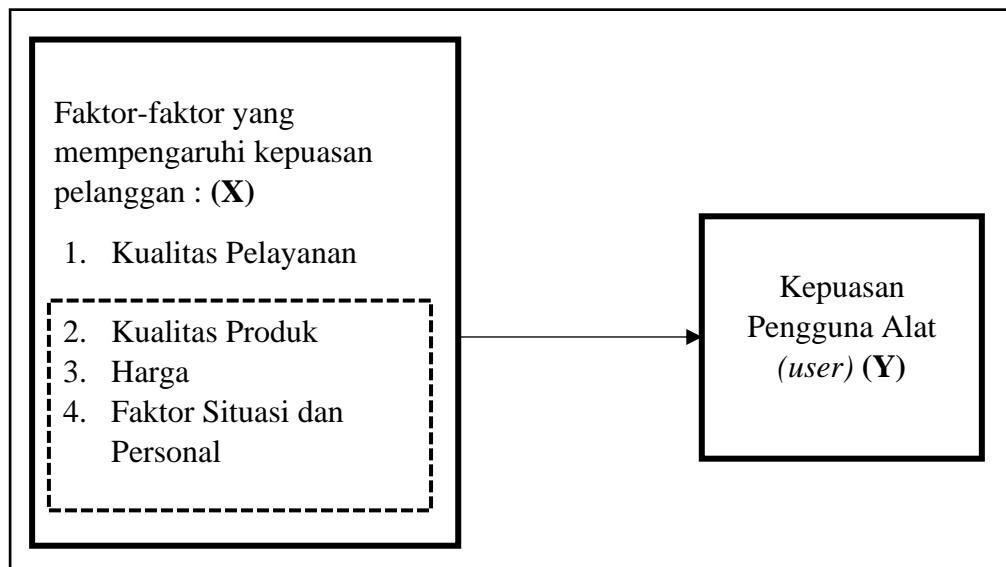 Faktor-faktor yang
mempengaruhi kepuasan
pelanggan : (X)
1. Kualitas Pelayanan
2. Kualitas Produk
3. Harga
4. Faktor Situasi dan
Personal
Kepuasan
Pengguna Alat
(user) (Y)